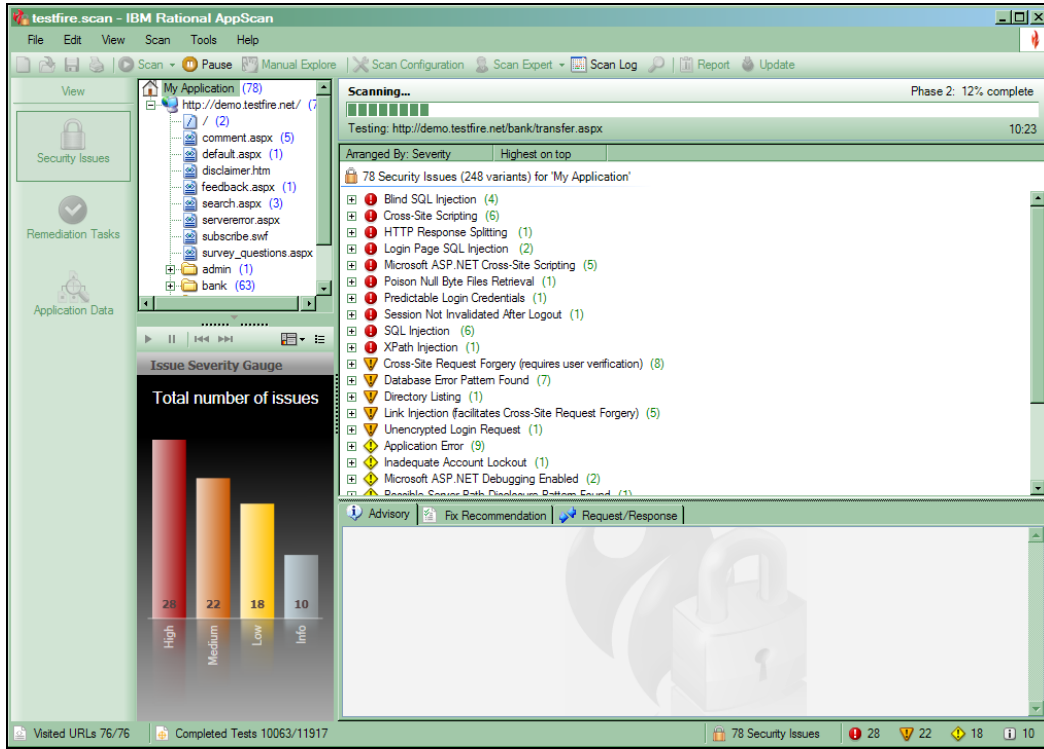 testfire.scan - IBM Rational AppScan
File Edit View Scan Tools Help
Scan Pause Manual Explore Scan Configuration Scan Expert Scan Log Report Update
View
Security Issues
Remediation Tasks
Application Data
My Application (78)
http://demo.testfire.net/ (7
/ (2)
comment.aspx (5)
default.aspx (1)
disclaimer.htm
feedback.aspx (1)
search.aspx (3)
servererror.aspx
subscribe.swf
survey_questions.aspx
admin (1)
bank (63)
Issue Severity Gauge
Total number of issues
28 22 18 10
High Medium Low Info
Scanning... Phase 2: 12% complete
Testing: http://demo.testfire.net/bank/transfer.aspx 10:23
Arranged By: Severity Highest on top
78 Security Issues (248 variants) for 'My Application'
Blind SQL Injection (4)
Cross-Site Scripting (6)
HTTP Response Splitting (1)
Login Page SQL Injection (2)
Microsoft ASP.NET Cross-Site Scripting (5)
Poison Null Byte Files Retrieval (1)
Predictable Login Credentials (1)
Session Not Invalidated After Logout (1)
SQL Injection (6)
XPath Injection (1)
Cross-Site Request Forgery (requires user verification) (8)
Database Error Pattern Found (7)
Directory Listing (1)
Link Injection (facilitates Cross-Site Request Forgery) (5)
Unencrypted Login Request (1)
Application Error (9)
Inadequate Account Lockout (1)
Microsoft ASP.NET Debugging Enabled (2)
Possible Server Path Disclosure Pattern Found (1)
Advisory Fix Recommendation Request/Response
Visited URLs 76/76 Completed Tests 10063/11917 78 Security Issues 28 22 18 10